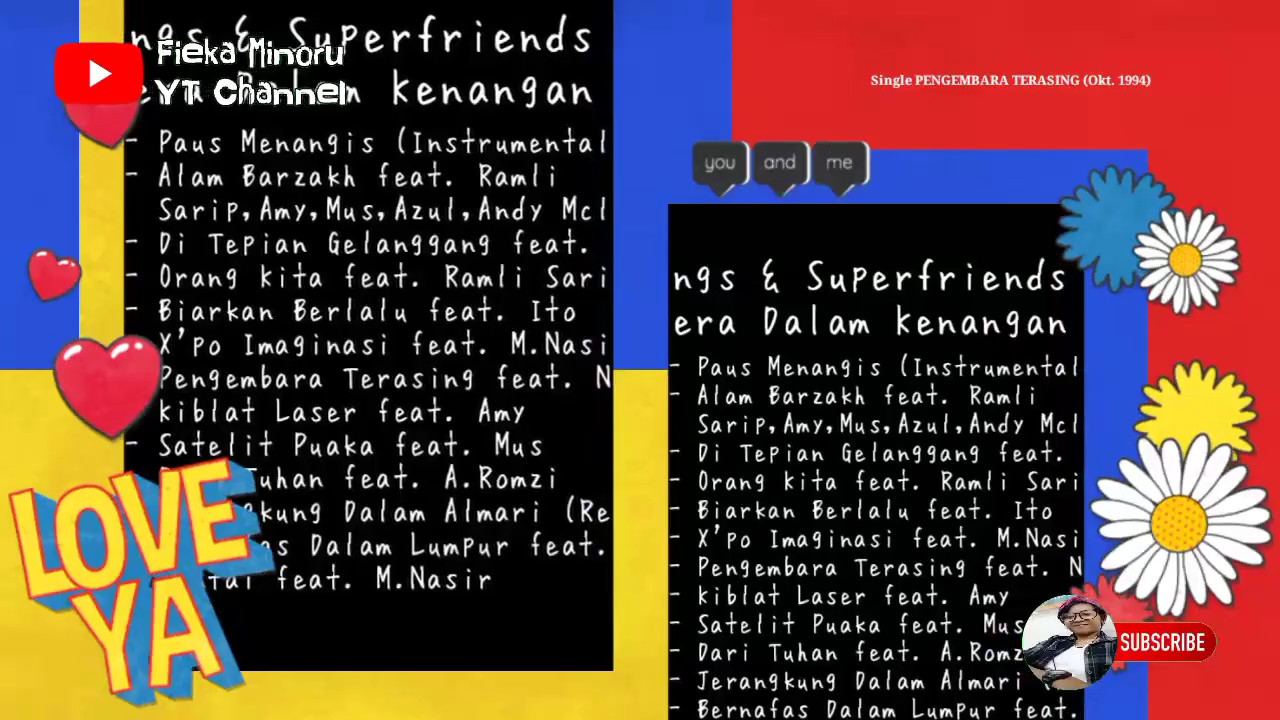 Fieka Minoru
YT Channel
ngs & Superfriends
kenangan
- Paus Menangis (Instrumental
- Alam Barzakh feat. Ramli
Sarip,Amy,Mus,Azul,Andy Mcl
- Di Tepian Gelanggang feat.
- Orang kita feat. Ramli Sari
- Biarkan Berlalu feat. Ito
X'po Imaginasi feat. M.Nasi
Pengembara Terasing feat. N
kiblat Laser feat. Amy
- Satelit Puaka feat. Mus
Tuhan feat. A.Romzi
gkung Dalam Almari (Re
as Dalam Lumpur feat.
feat. M.Nasir
LOVE
YA
Single PENGEMBARA TERASING (Okt. 1994)
you and me
ngs & Superfriends
era Dalam kenangan
- Paus Menangis (Instrumental
- Alam Barzakh feat. Ramli
Sarip,Amy,Mus,Azul,Andy Mcl
- Di Tepian Gelanggang feat.
- Orang kita feat. Ramli Sari
- Biarkan Berlalu feat. Ito
- X'po Imaginasi feat. M.Nasi
- Pengembara Terasing feat. N
- kiblat Laser feat. Amy
- Satelit Puaka feat. Mus
- Dari Tuhan feat. A.Romz
- Jerangkung Dalam Almari
- Bernafas Dalam Lumpur feat.
SUBSCRIBE